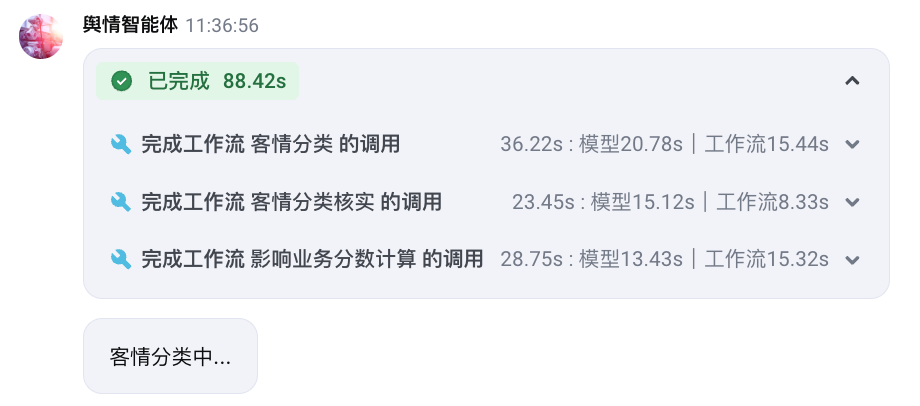 舆情智能体 11:36:56
已完成 88.42s
完成工作流 客情分类 的调用 36.22s : 模型20.78s | 工作流15.44s
完成工作流 客情分类核实 的调用 23.45s : 模型15.12s | 工作流8.33s
完成工作流 影响业务分数计算 的调用 28.75s : 模型13.43s | 工作流15.32s
客情分类中...